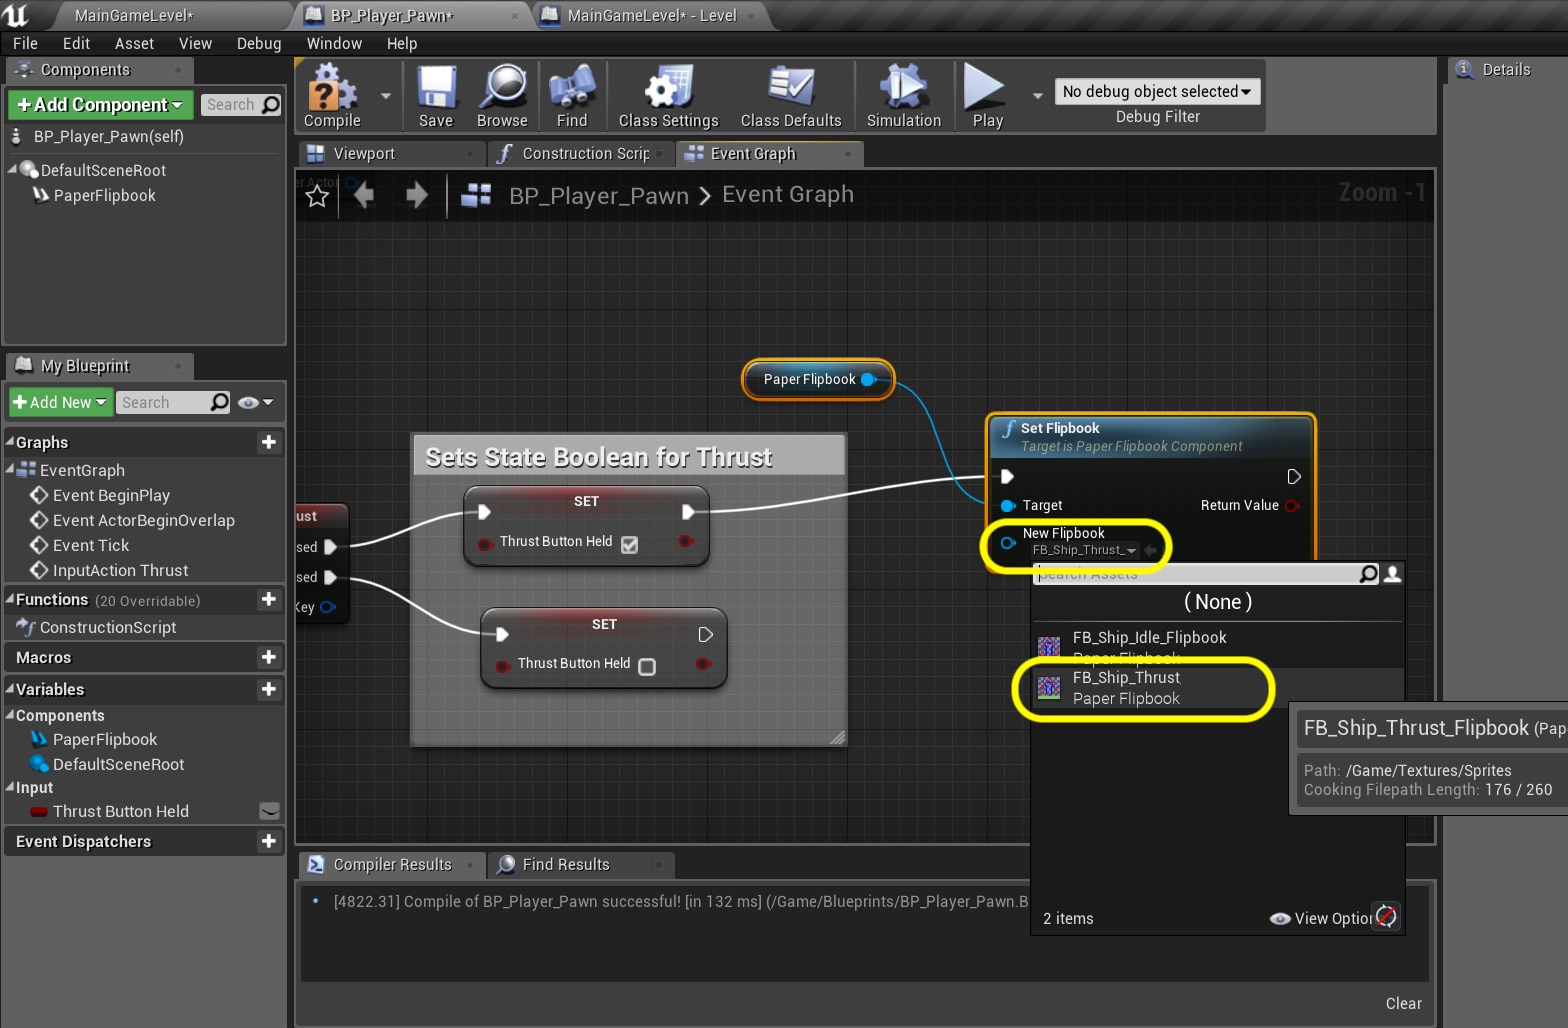 MainGameLevel*
BP_Player_Pawn*
MainGameLevel* - Level
File Edit Asset View Debug Window Help
Components
Add Component
Search
BP_Player_Pawn(self)
DefaultSceneRoot
PaperFlipbook
Compile
Save
Browse
Find
Class Settings
Class Defaults
Simulation
Play
No debug object selected
Debug Filter
Details
Viewport
Construction Scrip
Event Graph
BP_Player_Pawn > Event Graph
Zoom -1
My Blueprint
Add New
Search
Graphs
EventGraph
Event BeginPlay
Event ActorBeginOverlap
Event Tick
InputAction Thrust
Functions (20 Overridable)
ConstructionScript
Macros
Variables
Components
PaperFlipbook
DefaultSceneRoot
Input
Thrust Button Held
Event Dispatchers
Paper Flipbook
Sets State Boolean for Thrust
ust
sed
sed
Key
SET
Thrust Button Held
SET
Thrust Button Held
Set Flipbook
Target is Paper Flipbook Component
Target
Return Value
New Flipbook
FB_Ship_Thrust_
Search Assets
( None )
FB_Ship_Idle_Flipbook
Paper Flipbook
FB_Ship_Thrust
Paper Flipbook
FB_Ship_Thrust_Flipbook (Pap
Path: /Game/Textures/Sprites
Cooking Filepath Length: 176 / 260
2 items
View Option
Compiler Results
Find Results
[4822.31] Compile of BP_Player_Pawn successful! [in 132 ms] (/Game/Blueprints/BP_Player_Pawn.B
Clear